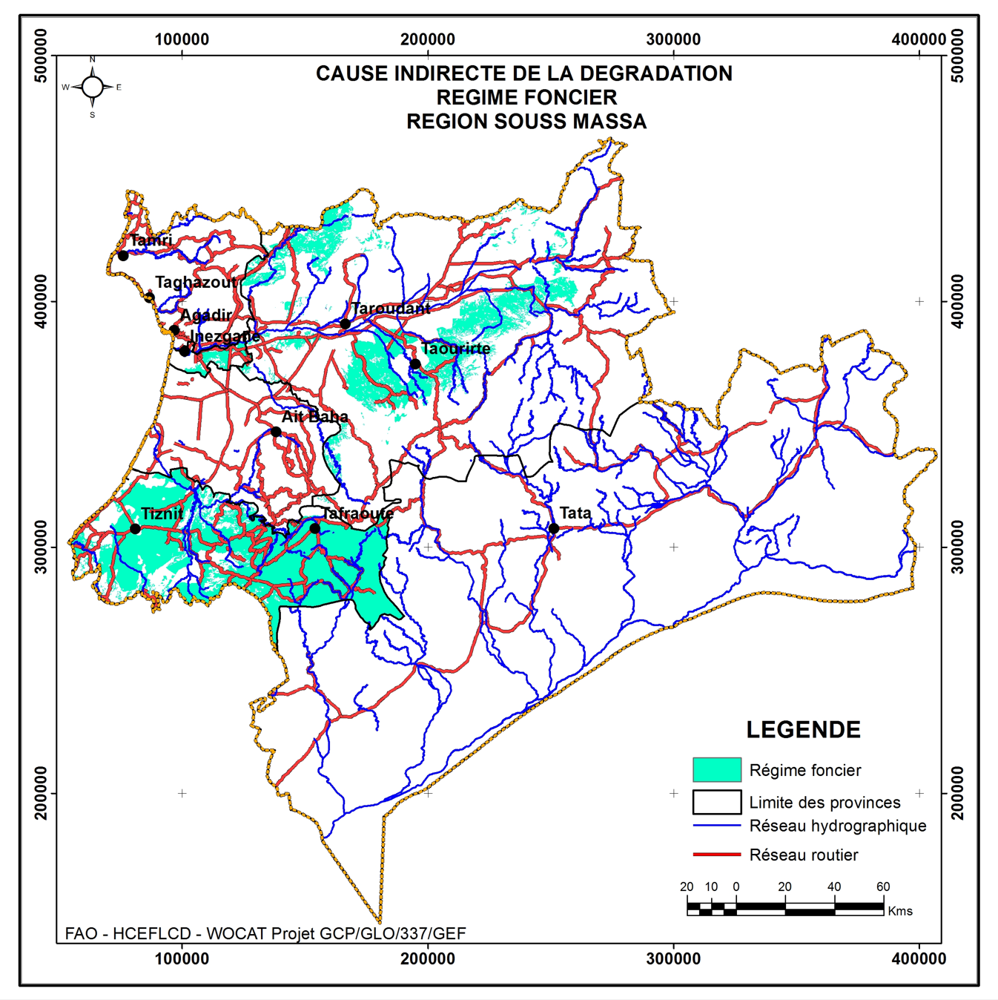 100000 200000 300000 400000
500000 500000
N
W E
S
CAUSE INDIRECTE DE LA DEGRADATION
REGIME FONCIER
REGION SOUSS MASSA
Tamri
Taghazout
400000 400000
Agadir
Taroudant
Inezgane
Taourirte
Ait Baha
Tiznit
Tafraoute
Tata
300000 300000
LEGENDE
Régime foncier
200000 200000
Limite des provinces
Réseau hydrographique
Réseau routier
20 10 0 20 40 60
Kms
FAO - HCEFLCD - WOCAT Projet GCP/GLO/337/GEF
100000 200000 300000 400000